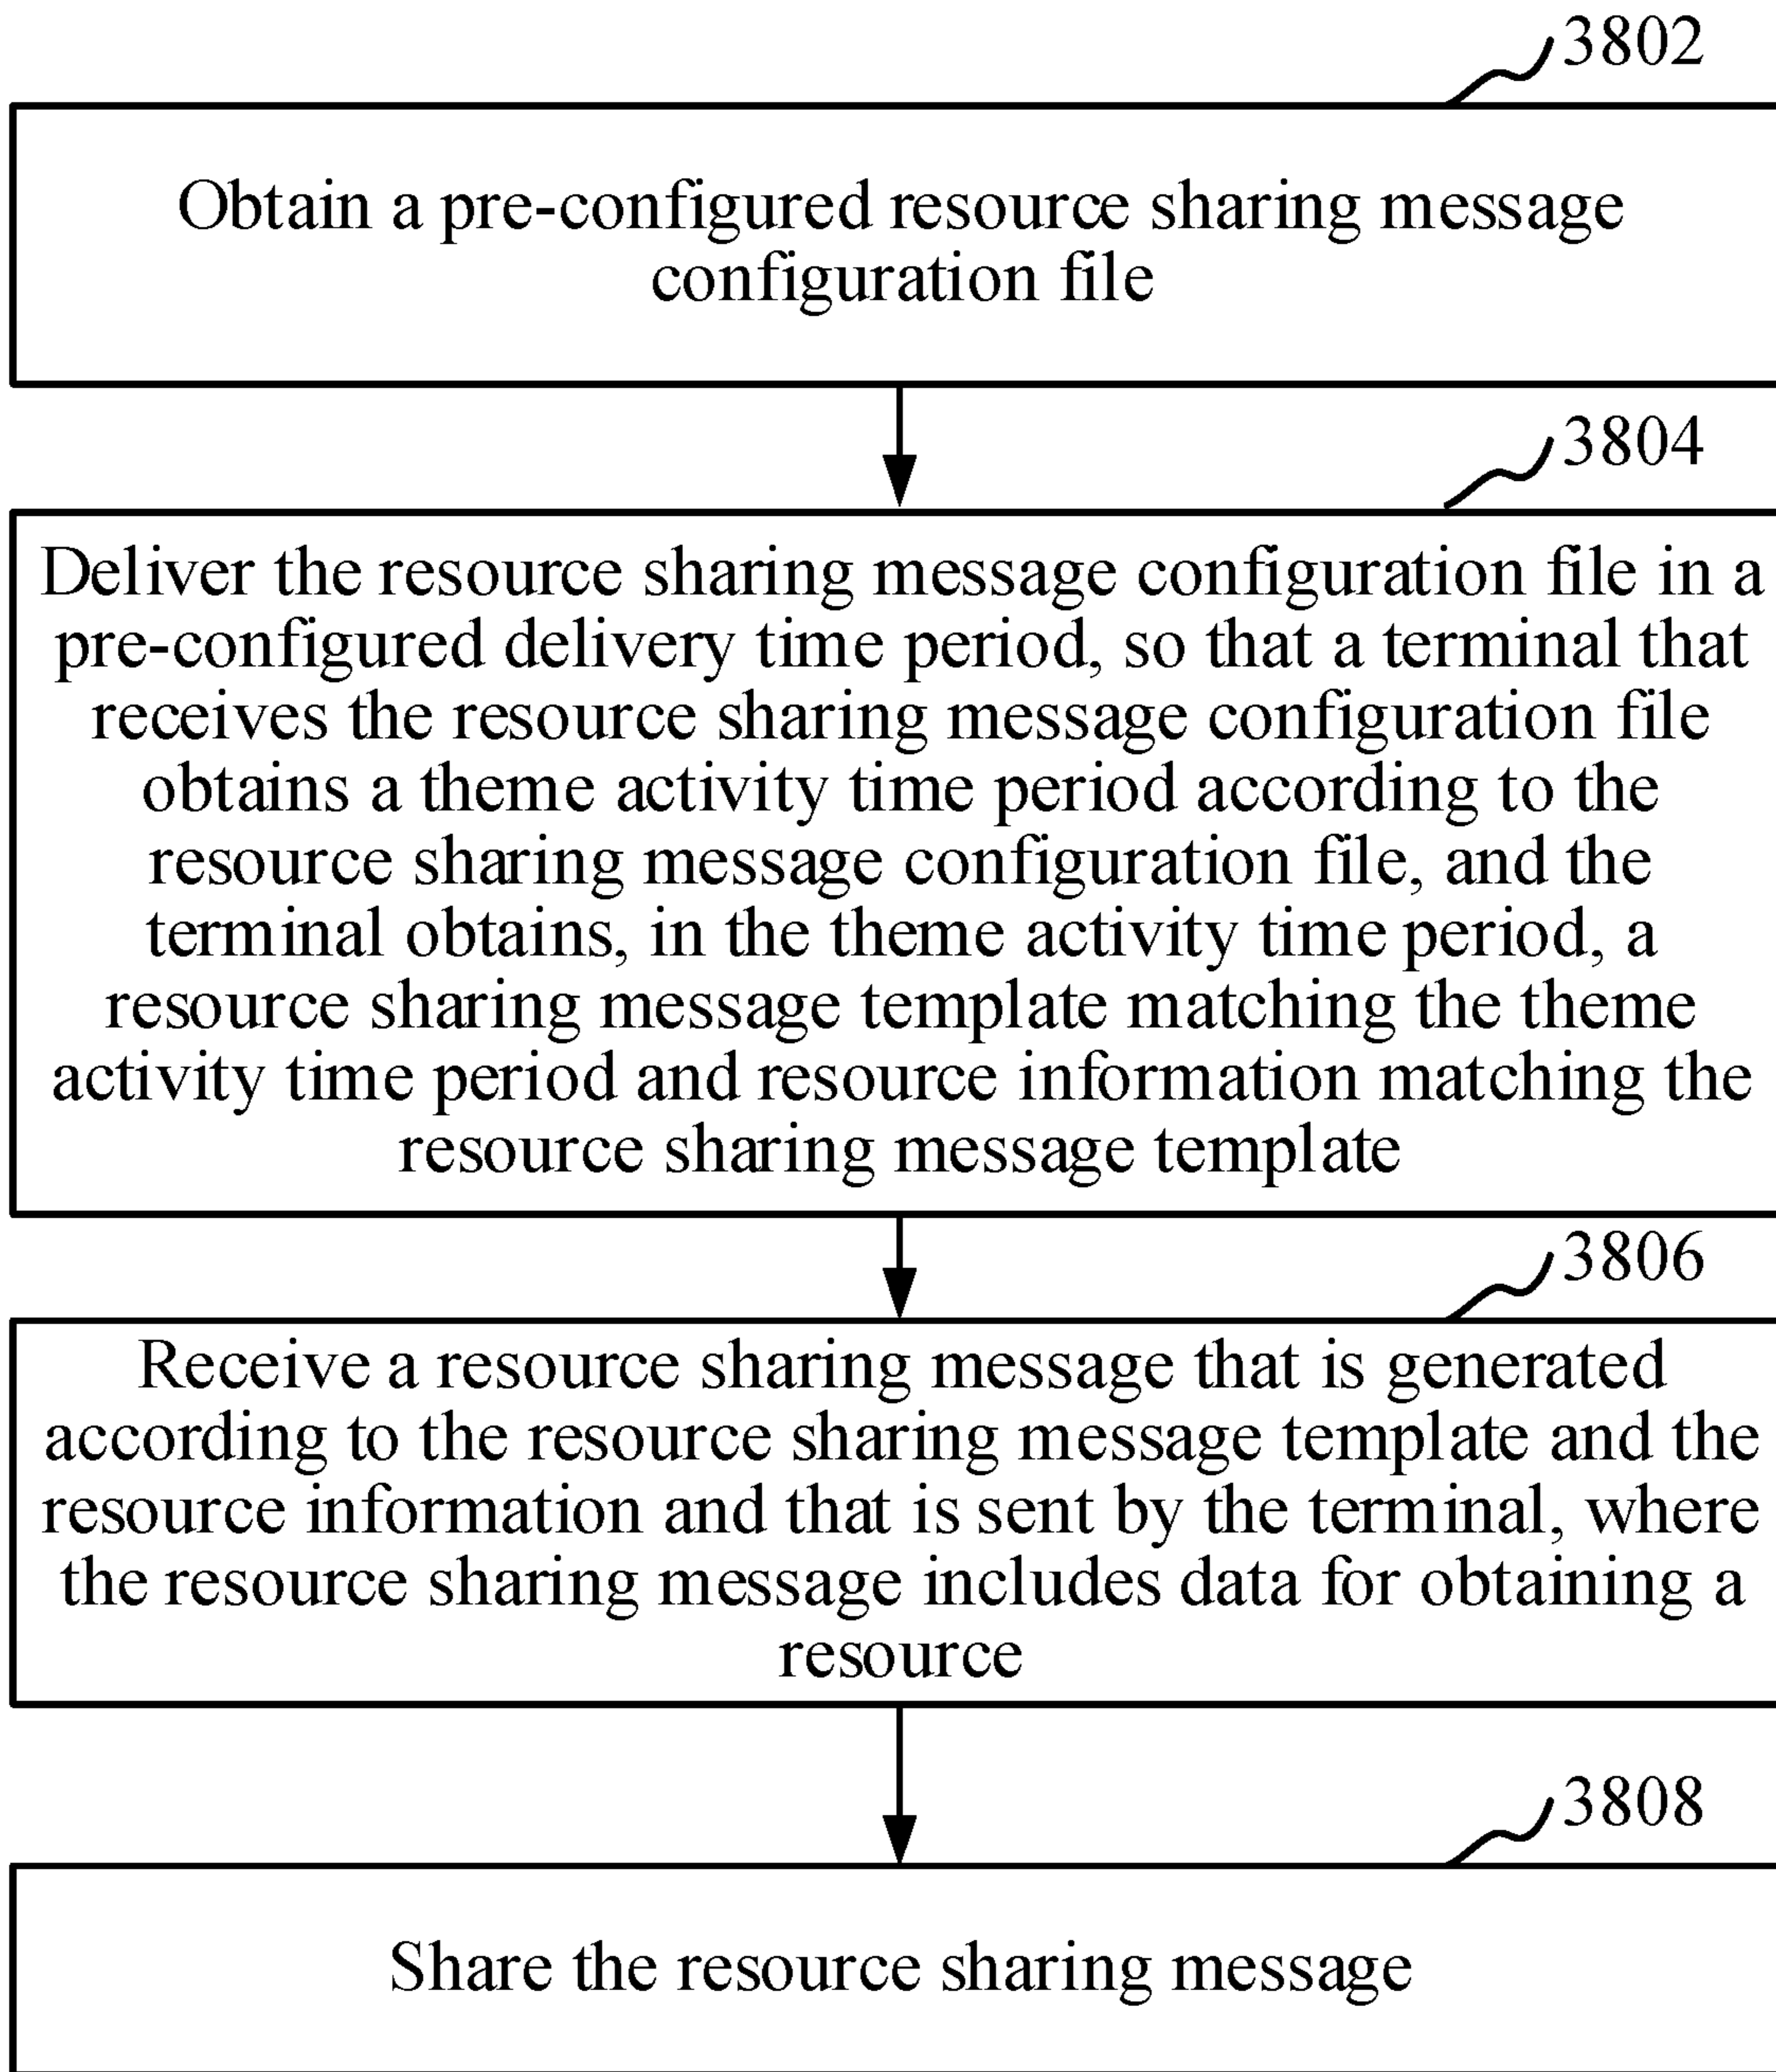 3802
Obtain a pre-configured resource sharing message
configuration file
3804
Deliver the resource sharing message configuration file in a
pre-configured delivery time period, so that a terminal that
receives the resource sharing message configuration file
obtains a theme activity time period according to the
resource sharing message configuration file, and the
terminal obtains, in the theme activity time period, a
resource sharing message template matching the theme
activity time period and resource information matching the
resource sharing message template
3806
Receive a resource sharing message that is generated
according to the resource sharing message template and the
resource information and that is sent by the terminal, where
the resource sharing message includes data for obtaining a
resource
3808
Share the resource sharing message